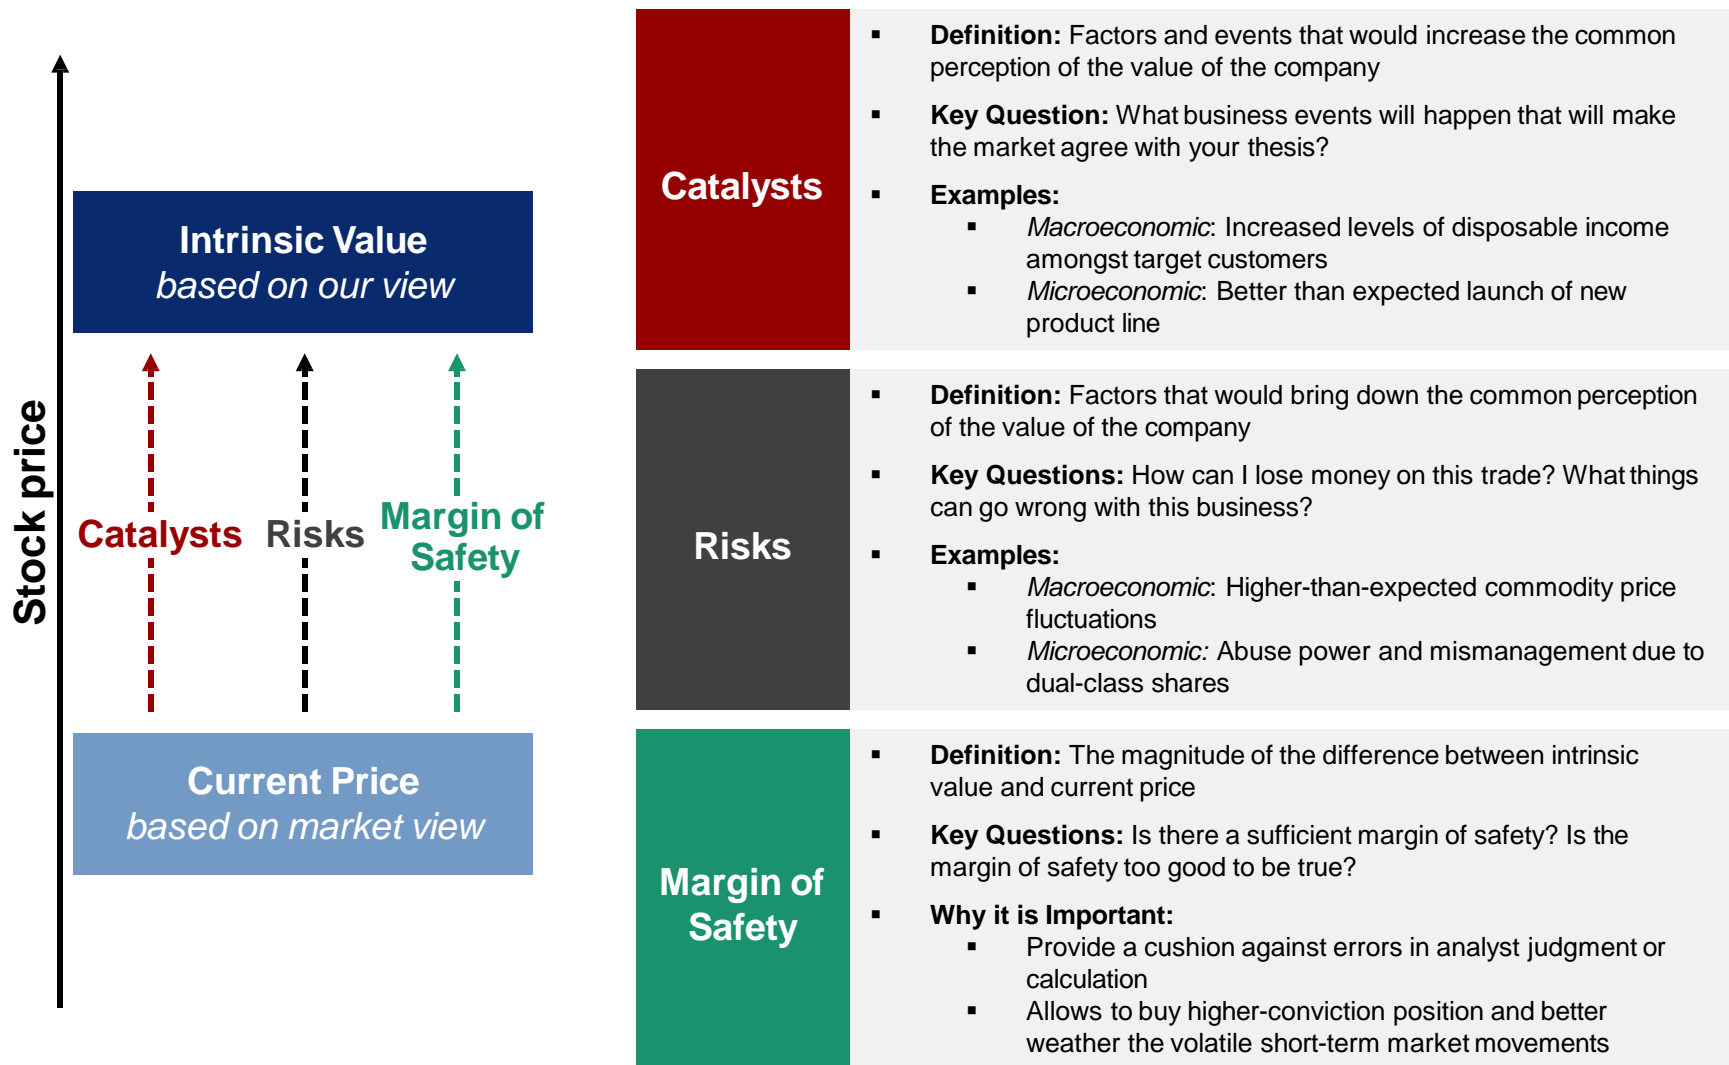 Stock price
Intrinsic Value
based on our view
Catalysts
Risks
Margin of
Safety
Current Price
based on market view
Catalysts
▪ Definition: Factors and events that would increase the common
perception of the value of the company
▪ Key Question: What business events will happen that will make
the market agree with your thesis?
▪ Examples:
▪ Macroeconomic: Increased levels of disposable income
amongst target customers
▪ Microeconomic: Better than expected launch of new
product line
Risks
▪ Definition: Factors that would bring down the common perception
of the value of the company
▪ Key Questions: How can I lose money on this trade? What things
can go wrong with this business?
▪ Examples:
▪ Macroeconomic: Higher-than-expected commodity price
fluctuations
▪ Microeconomic: Abuse power and mismanagement due to
dual-class shares
Margin of
Safety
▪ Definition: The magnitude of the difference between intrinsic
value and current price
▪ Key Questions: Is there a sufficient margin of safety? Is the
margin of safety too good to be true?
▪ Why it is Important:
▪ Provide a cushion against errors in analyst judgment or
calculation
▪ Allows to buy higher-conviction position and better
weather the volatile short-term market movements